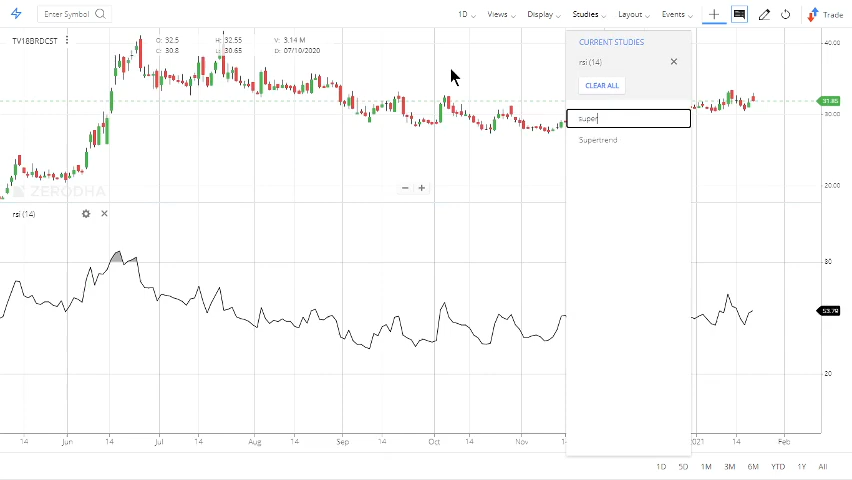 Enter Symbol
1D
Views
Display
Studies
Layout
Events
Trade
TV18BRDCST
O: 32.5 H: 32.55 V: 3.14 M
C: 30.8 L: 30.65 D: 07/10/2020
CURRENT STUDIES
rsi (14)
CLEAR ALL
super
Supertrend
40.00
31.85
30.00
20.00
ZERODHA
rsi (14)
80
53.79
20
14 Jun 14 Jul 14 Aug 14 Sep 14 Oct 14 Nov 2021 14 Feb
1D 5D 1M 3M 6M YTD 1Y All